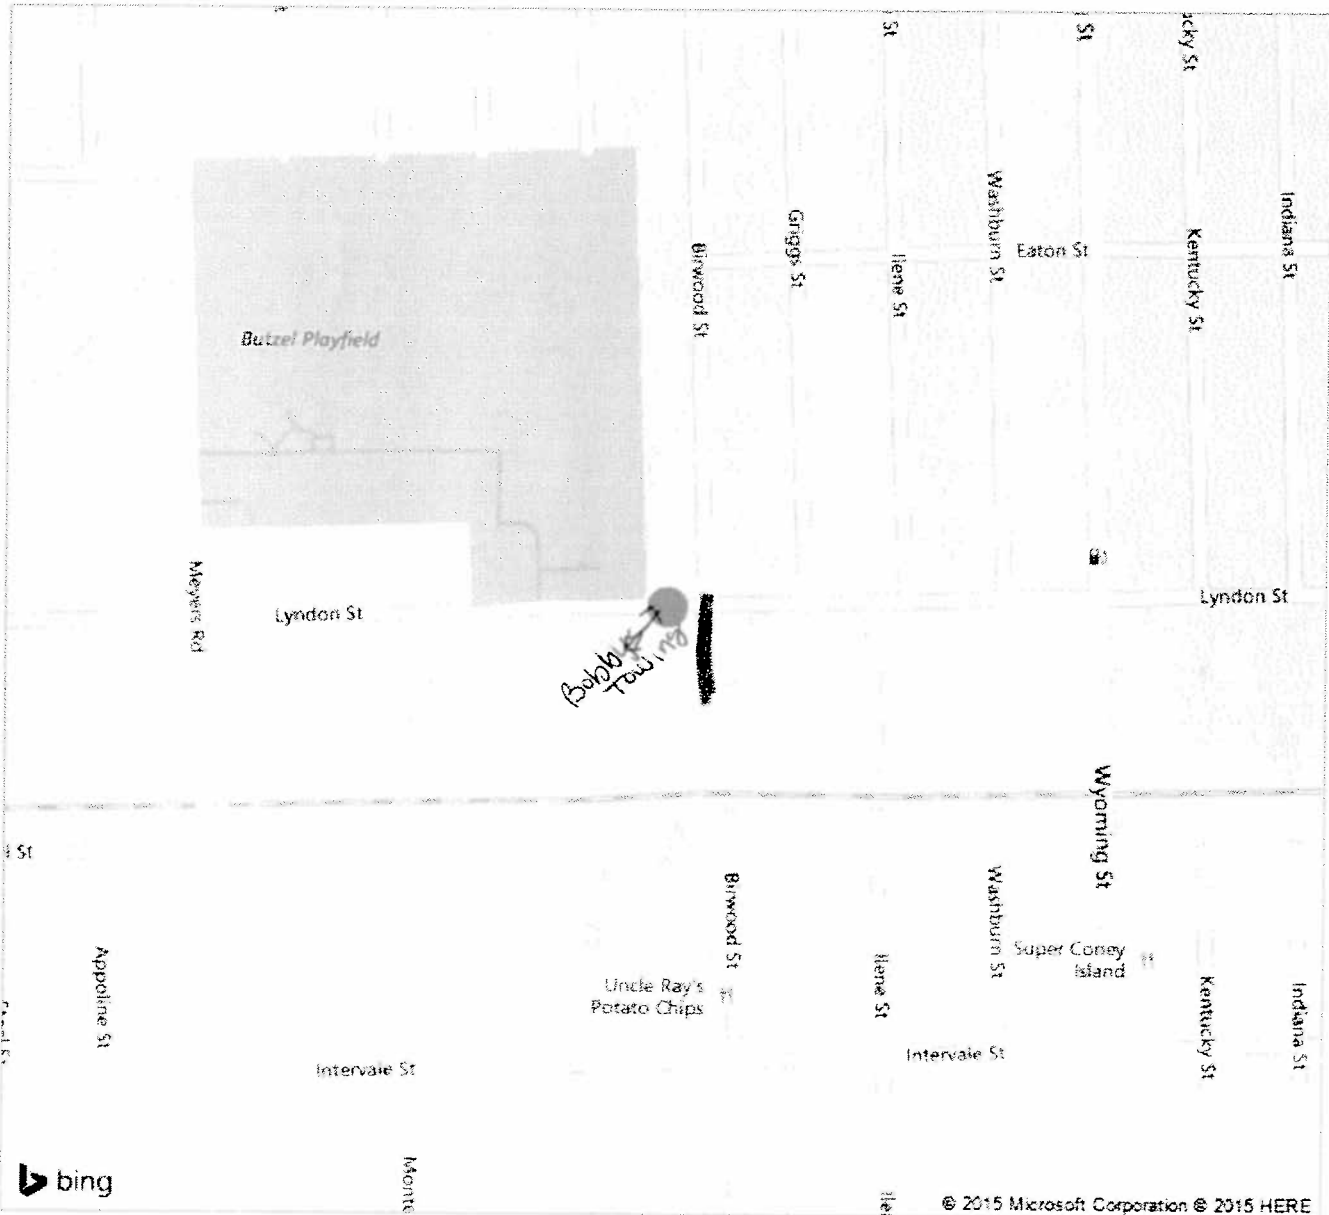 St
St
cky St
Washburn St
Indiana St
Griggs St
Birwood St
Kentucky St
Eaton St
Ilene St
Butzel Playfield
Meyers Rd
Lyndon St
Lyndon St
Bobbys
Towing
Wyoming St
St
Birwood St
Washburn St
Super Coney
Island
Appoline St
Ilene St
Uncle Ray's
Potato Chips
Kentucky St
Indiana St
Intervale St
Intervale St
Monte
bing
Ilei
© 2015 Microsoft Corporation © 2015 HERE